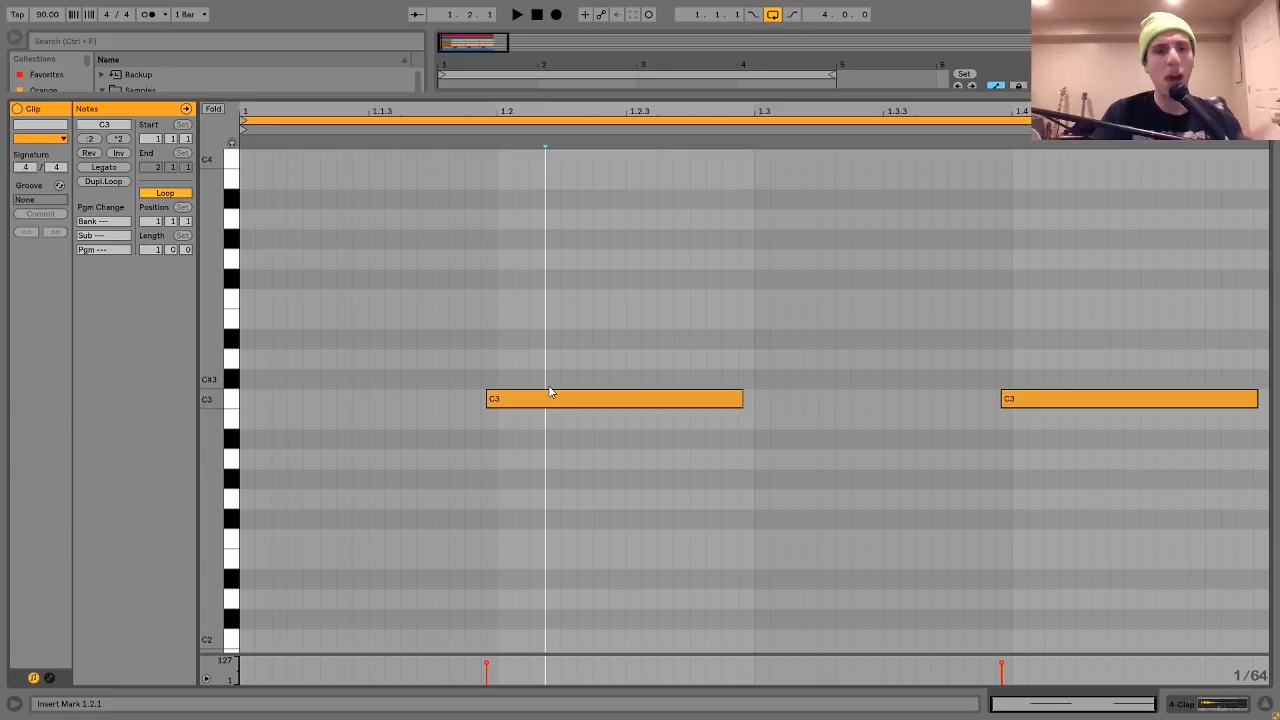 Tap 90.00 4 / 4 1 Bar 1. 2. 1 1. 1. 1 4. 0. 0
Search (Ctrl + F)
Collections
Name
Favorites
Backup
Orange
Samples
1 2 3 4 5 6
Set
Clip
Notes
Fold
1 1.1.3 1.2 1.2.3 1.3 1.3.3 1.4
C3
Start Set
:2 *2
1 1 1
Signature
Rev Inv
End Set
4 / 4
Legato
2 1 1
Groove
Dupl.Loop
Loop
None
Commit
Pgm Change
Position Set
<< >>
Bank ---
1 1 1
Sub ---
Length Set
Pgm ---
1 0 0
C4
C#3
C3
C3
C3
C2
127
1
1/64
Insert Mark 1.2.1
4-Clap